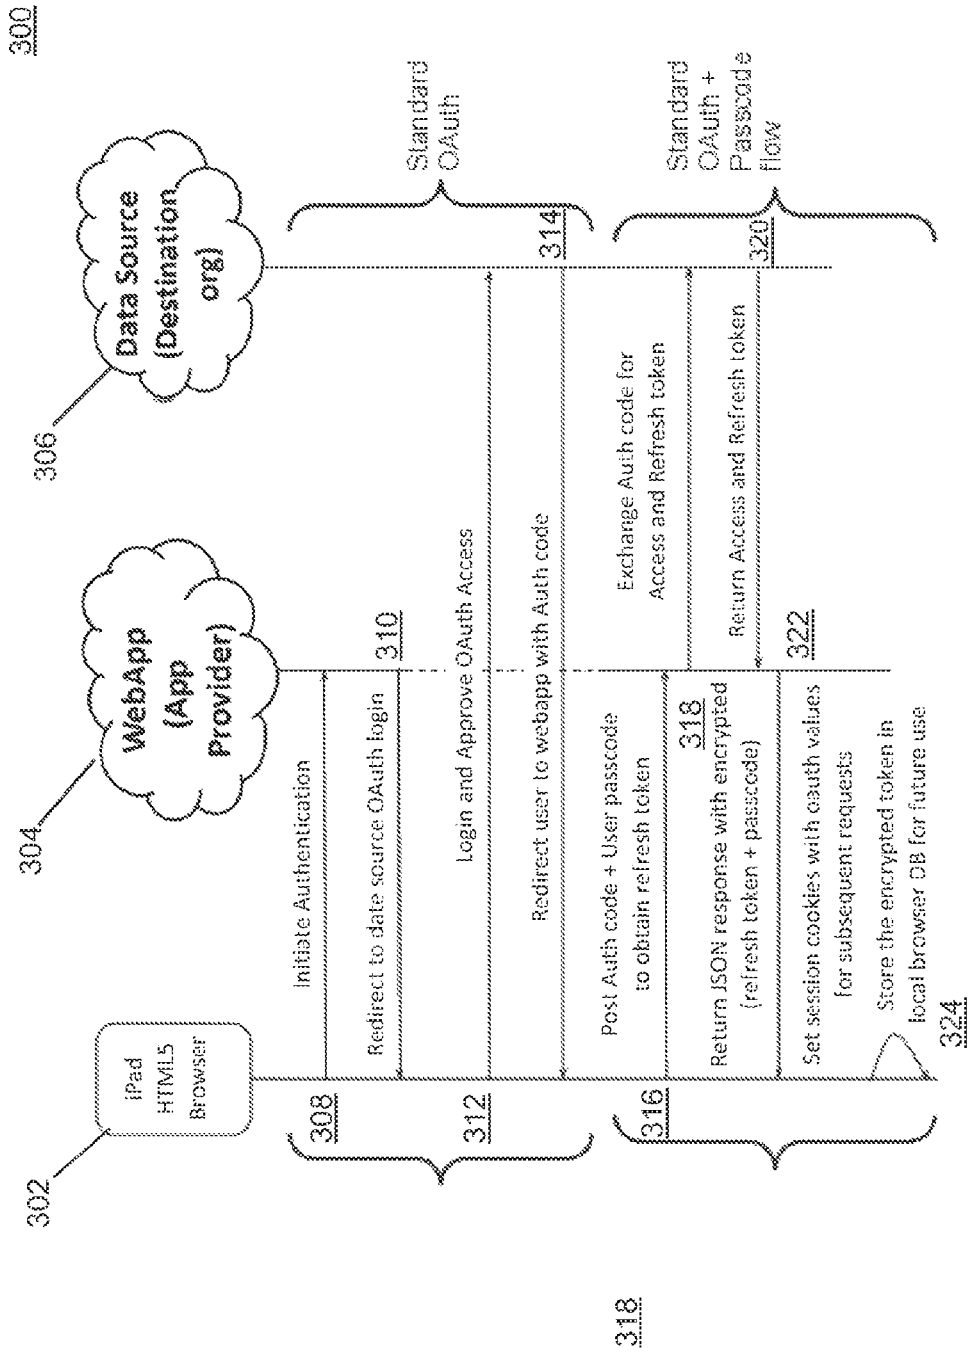 300
302
iPad
HTML5
Browser
304
WebApp
(App
Provider)
306
Data Source
(Destination
org)
308
Initiate Authentication
310
Redirect to date source OAuth login
312
Login and Approve OAuth Access
314
Redirect user to webapp with Auth code
Standard
OAuth
316
Post Auth code + User passcode
to obtain refresh token
318
Exchange Auth code for
Access and Refresh token
320
Return Access and Refresh token
322
Return JSON response with encrypted
(refresh token + passcode)
Set session cookies with oauth values
for subsequent requests
Store the encrypted token in
local browser DB for future use
324
Standard
OAuth +
Passcode
flow
318